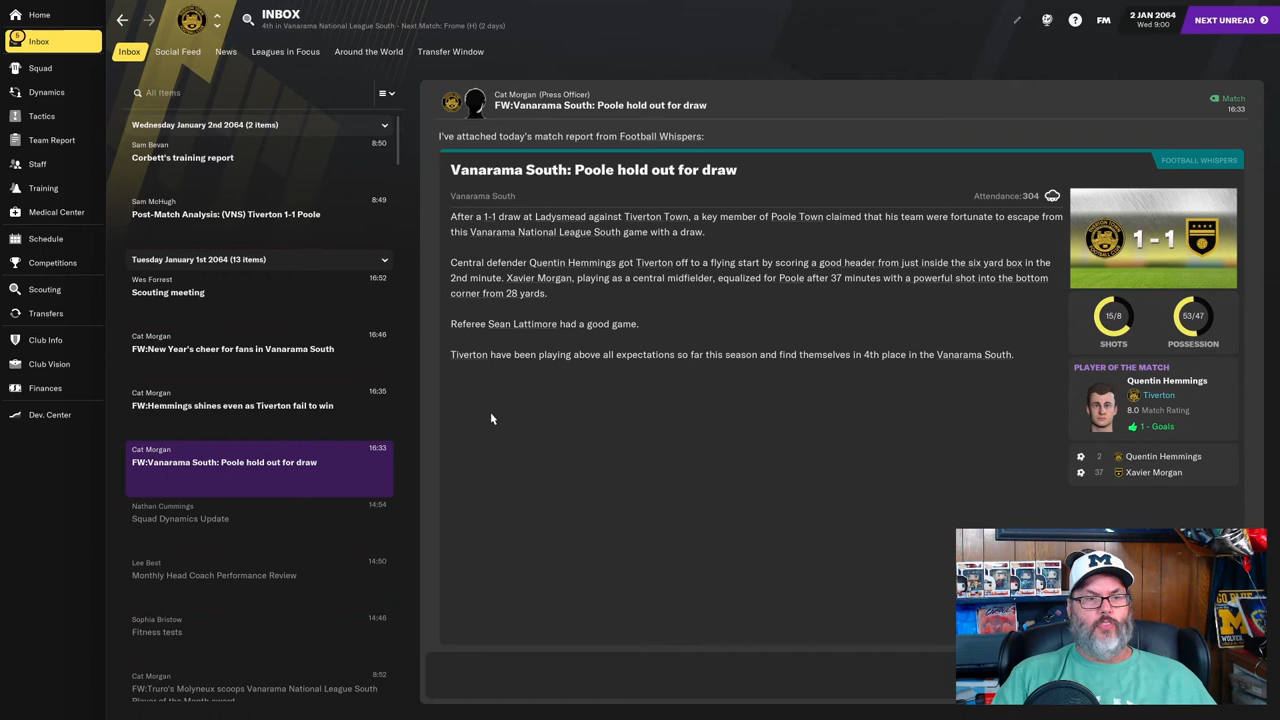 Home
Inbox
5
Squad
Dynamics
Tactics
Team Report
Staff
Training
Medical Center
Schedule
Competitions
Scouting
Transfers
Club Info
Club Vision
Finances
Dev. Center
INBOX
4th in Vanarama National League South - Next Match: Frome (H) (2 days)
FM
2 JAN 2064
Wed 9:00
NEXT UNREAD
Inbox
Social Feed
News
Leagues in Focus
Around the World
Transfer Window
All Items
Wednesday January 2nd 2064 (2 items)
Sam Bevan 8:50
Corbett's training report
Sam McHugh 8:49
Post-Match Analysis: (VNS) Tiverton 1-1 Poole
Tuesday January 1st 2064 (13 items)
Wes Forrest 16:52
Scouting meeting
Cat Morgan 16:46
FW:New Year's cheer for fans in Vanarama South
Cat Morgan 16:35
FW:Hemmings shines even as Tiverton fail to win
Cat Morgan 16:33
FW:Vanarama South: Poole hold out for draw
Nathan Cummings 14:54
Squad Dynamics Update
Lee Best 14:50
Monthly Head Coach Performance Review
Sophia Bristow 14:46
Fitness tests
Cat Morgan 8:52
FW:Truro's Molyneux scoops Vanarama National League South
Player of the Month award
Cat Morgan (Press Officer)
FW:Vanarama South: Poole hold out for draw
Match
16:33
I've attached today's match report from Football Whispers:
FOOTBALL WHISPERS
Vanarama South: Poole hold out for draw
Vanarama South
Attendance: 304
After a 1-1 draw at Ladysmead against Tiverton Town, a key member of Poole Town claimed that his team were fortunate to escape from
this Vanarama National League South game with a draw.
Central defender Quentin Hemmings got Tiverton off to a flying start by scoring a good header from just inside the six yard box in the
2nd minute. Xavier Morgan, playing as a central midfielder, equalized for Poole after 37 minutes with a powerful shot into the bottom
corner from 28 yards.
Referee Sean Lattimore had a good game.
Tiverton have been playing above all expectations so far this season and find themselves in 4th place in the Vanarama South.
1 - 1
15/8
SHOTS
53/47
POSSESSION
PLAYER OF THE MATCH
Quentin Hemmings
Tiverton
8.0 Match Rating
1 - Goals
2 Quentin Hemmings
37 Xavier Morgan
M
GO BLUE